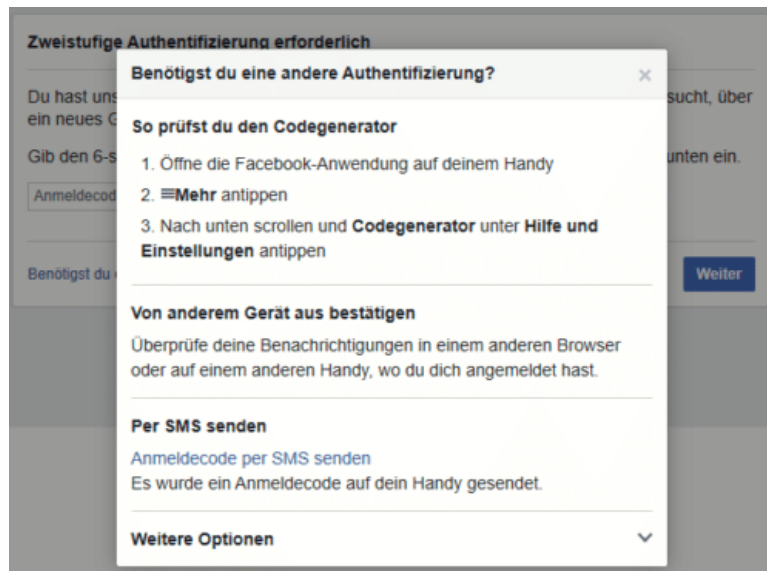 Zweistufige Authentifizierung erforderlich
Benötigst du eine andere Authentifizierung?
Du hast uns
sucht, über
ein neues
So prüfst du den Codegenerator
Gib den 6-s
unten ein.
1. Öffne die Facebook-Anwendung auf deinem Handy
Anmeldecod
2. ≡Mehr antippen
3. Nach unten scrollen und Codegenerator unter Hilfe und
Einstellungen antippen
Benötigst du
Weiter
Von anderem Gerät aus bestätigen
Überprüfe deine Benachrichtigungen in einem anderen Browser
oder auf einem anderen Handy, wo du dich angemeldet hast.
Per SMS senden
Anmeldecode per SMS senden
Es wurde ein Anmeldecode auf dein Handy gesendet.
Weitere Optionen